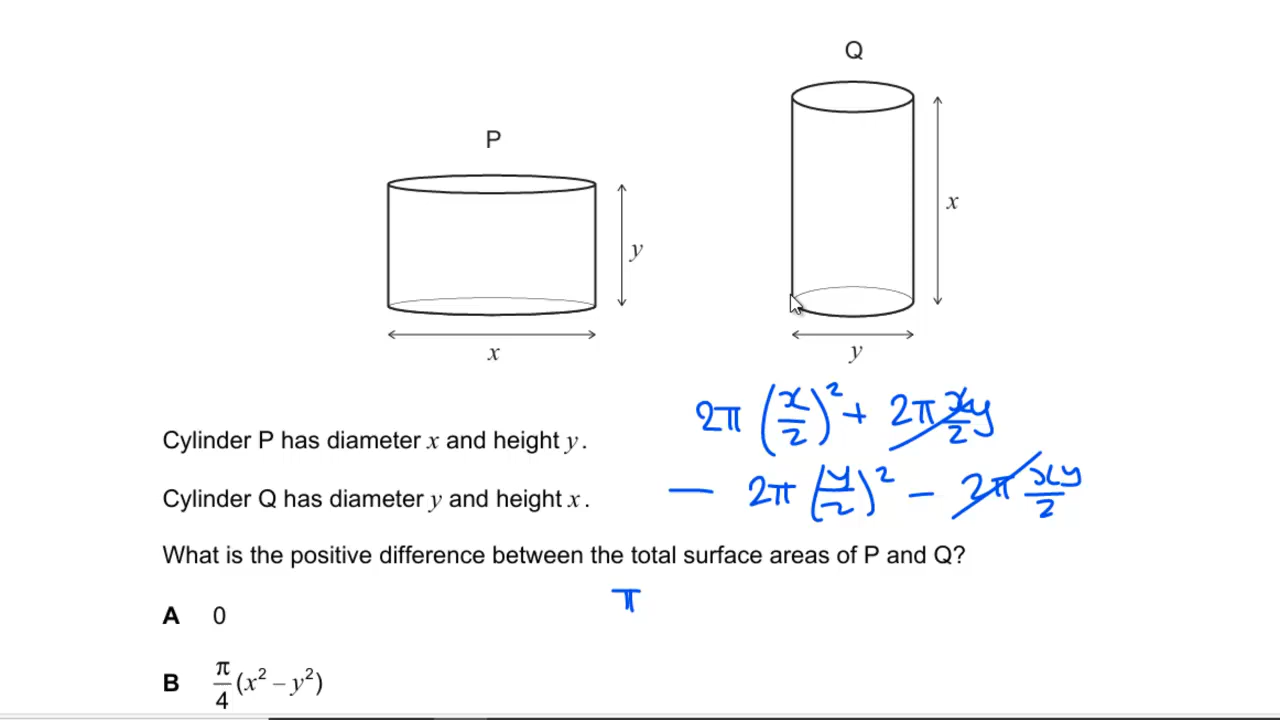 Q
P
x
y
x
y
2π (x/2)² + 2π x/2 y
Cylinder P has diameter x and height y.
− 2π (y/2)² − 2π xy/2
Cylinder Q has diameter y and height x.
What is the positive difference between the total surface areas of P and Q?
π
A 0
B π/4 (x² – y²)